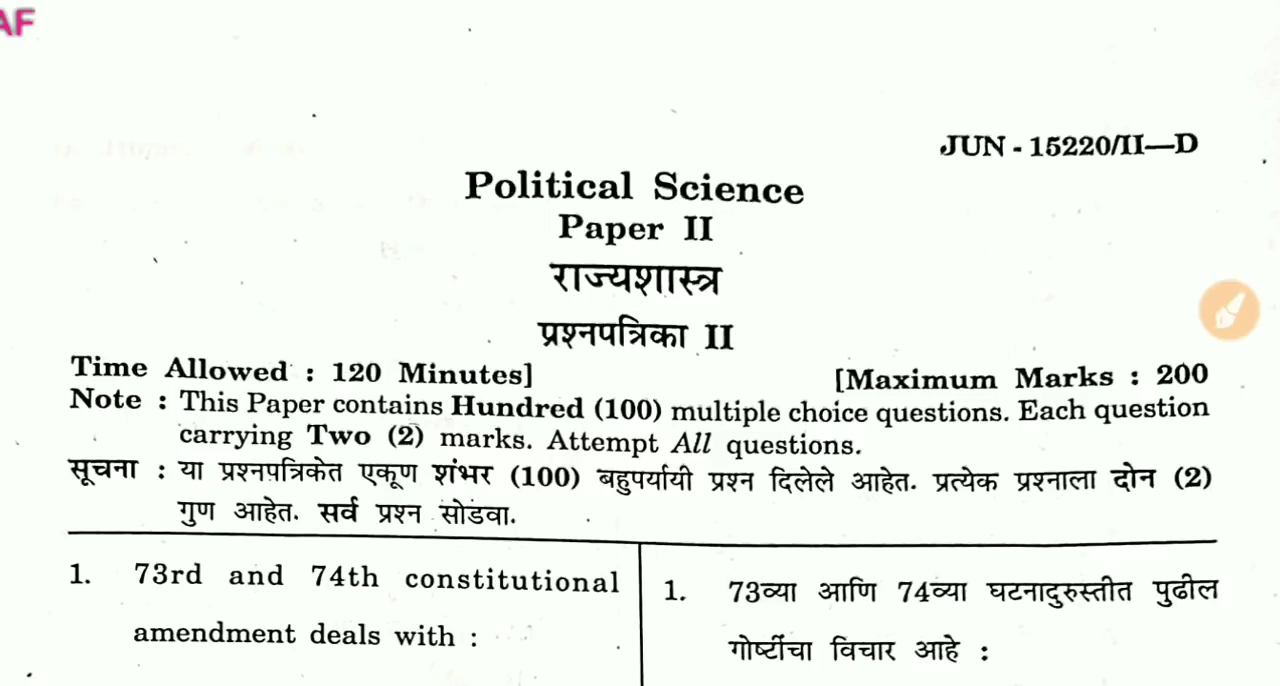 AF
JUN - 15220/II—D
Political Science
Paper II
राज्यशास्त्र
प्रश्नपत्रिका II
Time Allowed : 120 Minutes]
[Maximum Marks : 200
Note : This Paper contains Hundred (100) multiple choice questions. Each question
carrying Two (2) marks. Attempt All questions.
सूचना : या प्रश्नपत्रिकेत एकूण शंभर (100) बहुपर्यायी प्रश्न दिलेले आहेत. प्रत्येक प्रश्नाला दोन (2)
गुण आहेत. सर्व प्रश्न सोडवा.
1. 73rd and 74th constitutional
amendment deals with :
1. 73व्या आणि 74व्या घटनादुरुस्तीत पुढील
गोष्टींचा विचार आहे :